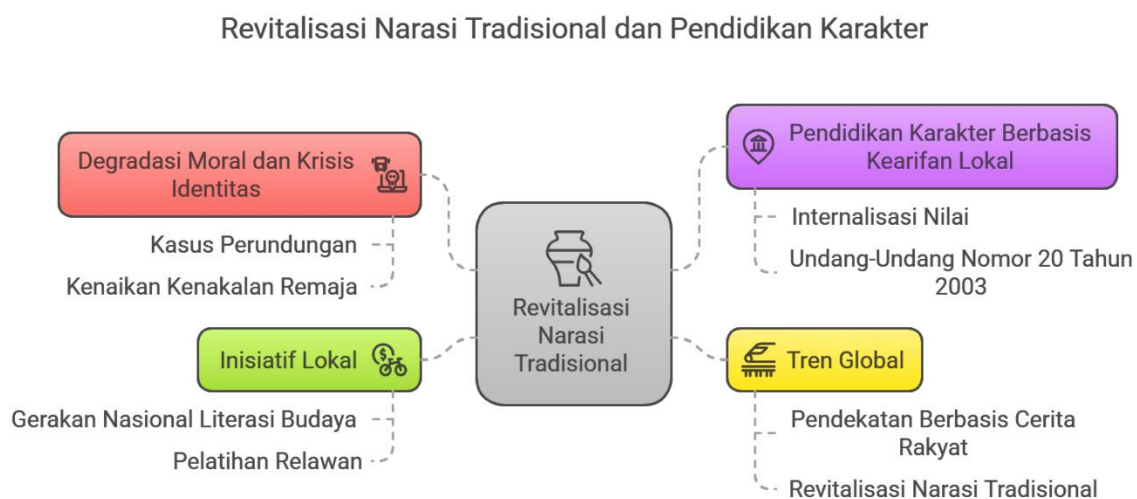 Revitalisasi Narasi Tradisional dan Pendidikan Karakter
Degradasi Moral dan Krisis
Identitas
Kasus Perundungan
Kenaikan Kenakalan Remaja
Inisiatif Lokal
Gerakan Nasional Literasi Budaya
Pelatihan Relawan
Revitalisasi
Narasi
Tradisional
Pendidikan Karakter Berbasis
Kearifan Lokal
Internalisasi Nilai
Undang-Undang Nomor 20 Tahun
2003
Tren Global
Pendekatan Berbasis Cerita
Rakyat
Revitalisasi Narasi Tradisional